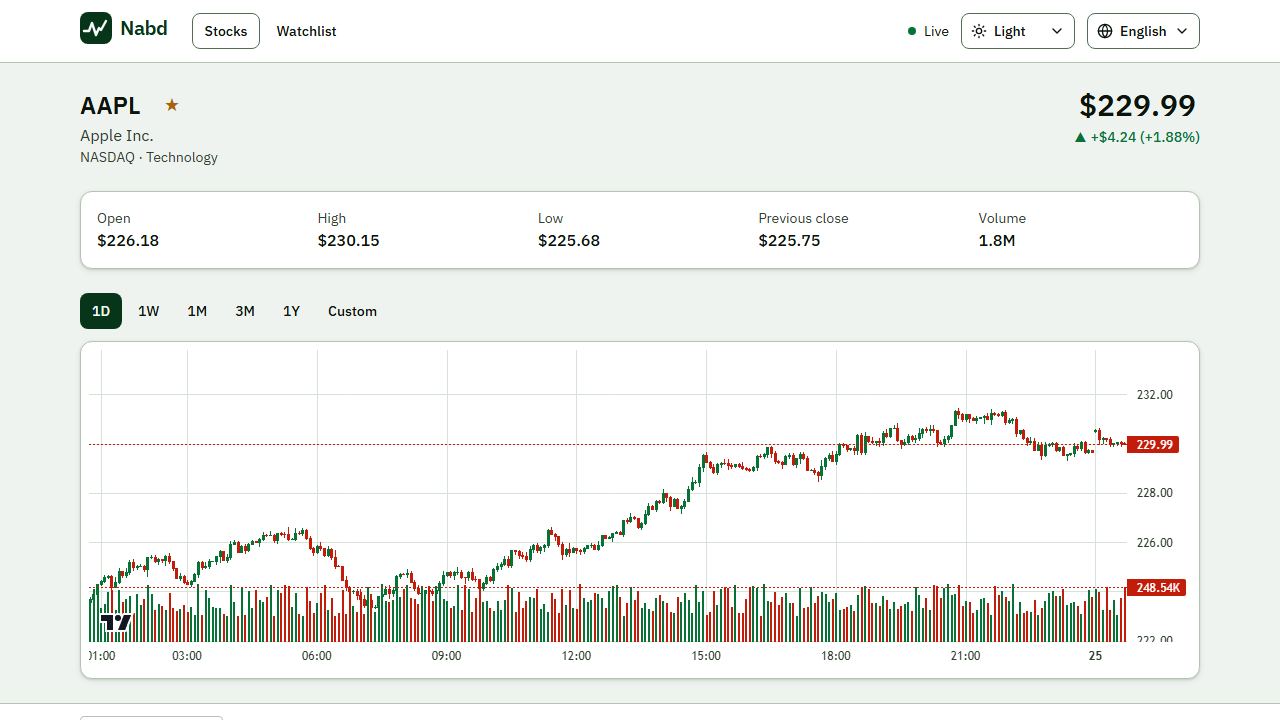 Nabd Stocks Watchlist Live Light English
AAPL ★ $229.99
Apple Inc. ▲ +$4.24 (+1.88%)
NASDAQ · Technology
Open High Low Previous close Volume
$226.18 $230.15 $225.68 $225.75 1.8M
1D 1W 1M 3M 1Y Custom
232.00
229.99
228.00
226.00
248.54K
222.00
01:00 03:00 06:00 09:00 12:00 15:00 18:00 21:00 25